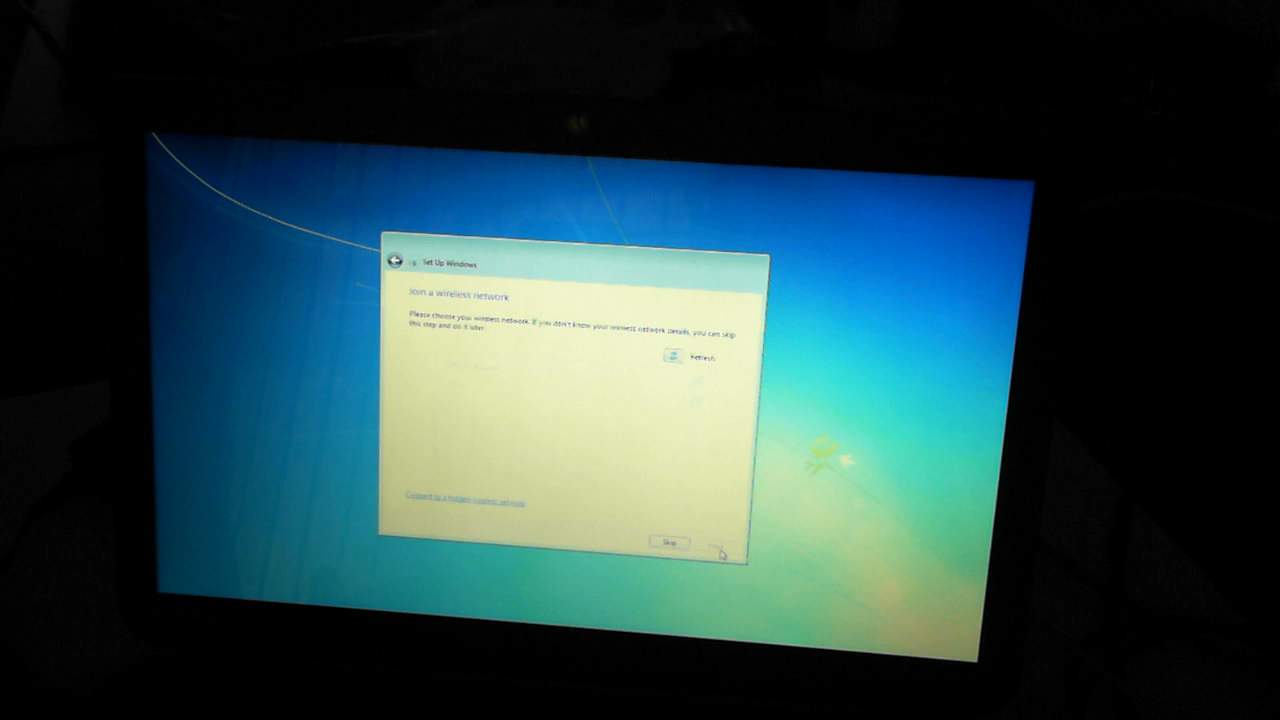 Set Up Windows
Join a wireless network
Please choose your wireless network. If you don't know your wireless network details, you can skip
this step and do it later.
Refresh
Connect to a hidden wireless network
Skip